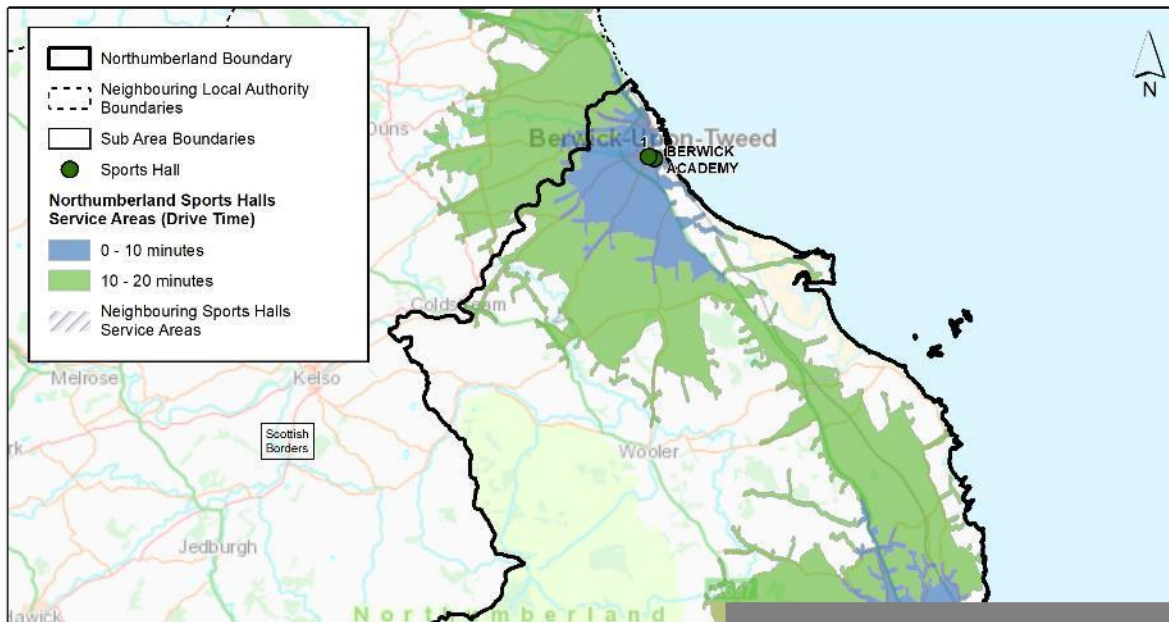 Northumberland Boundary
Neighbouring Local Authority
Boundaries
Sub Area Boundaries
Sports Hall
Northumberland Sports Halls
Service Areas (Drive Time)
0 - 10 minutes
10 - 20 minutes
Neighbouring Sports Halls
Service Areas
N
Duns
Berwick-Upon-Tweed
1
BERWICK
ACADEMY
Coldstream
Melrose
Kelso
Scottish
Borders
Wooler
Jedburgh
Hawick
Northumberland